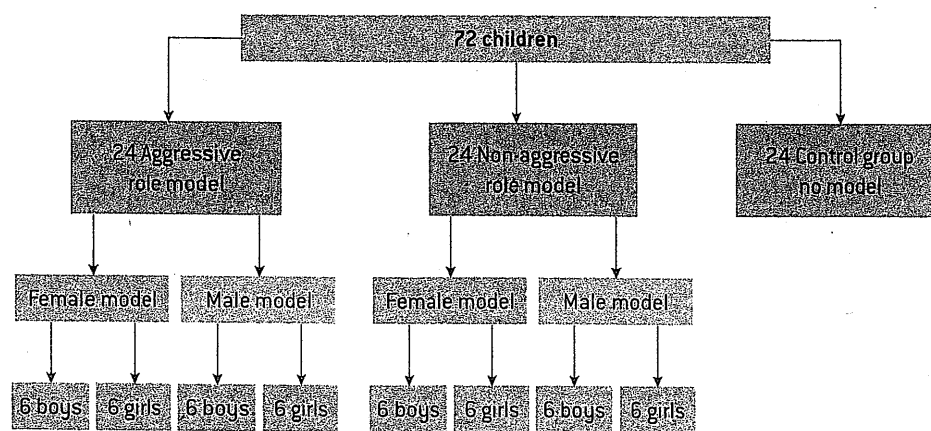 72 children
24 Aggressive
role model
24 Non-aggressive
role model
24 Control group
no model
Female model
Male model
Female model
Male model
6 boys
6 girls
6 boys
6 girls
6 boys
6 girls
6 boys
6 girls